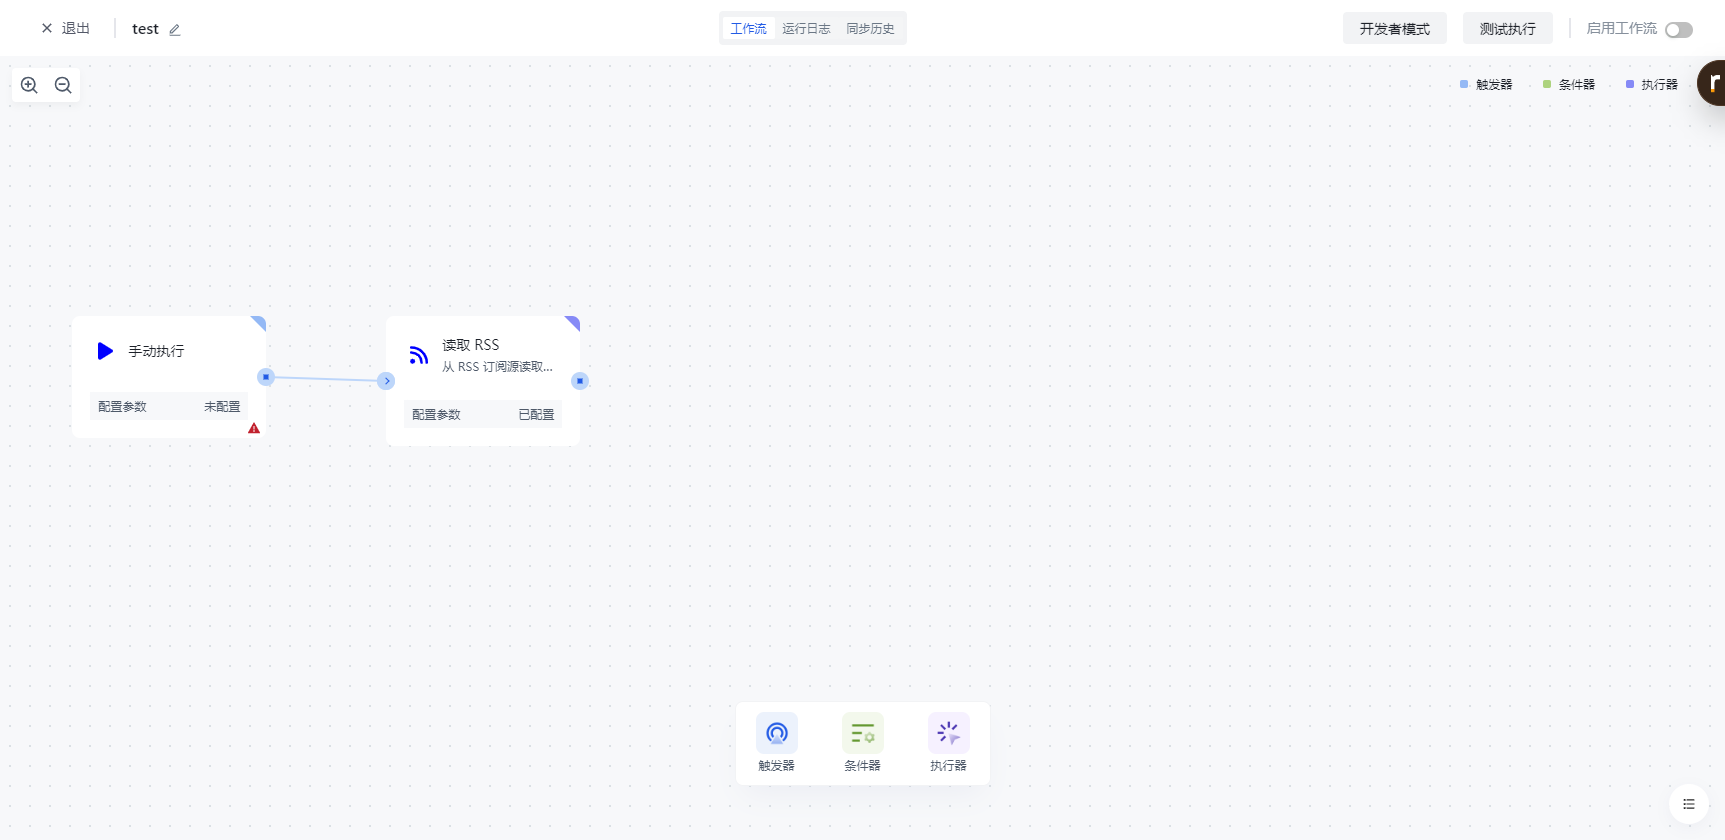 退出
test
工作流 运行日志 同步历史
开发者模式
测试执行
启用工作流
触发器
条件器
执行器
r
手动执行
配置参数 未配置
读取 RSS
从 RSS 订阅源读取...
配置参数 已配置
触发器
条件器
执行器